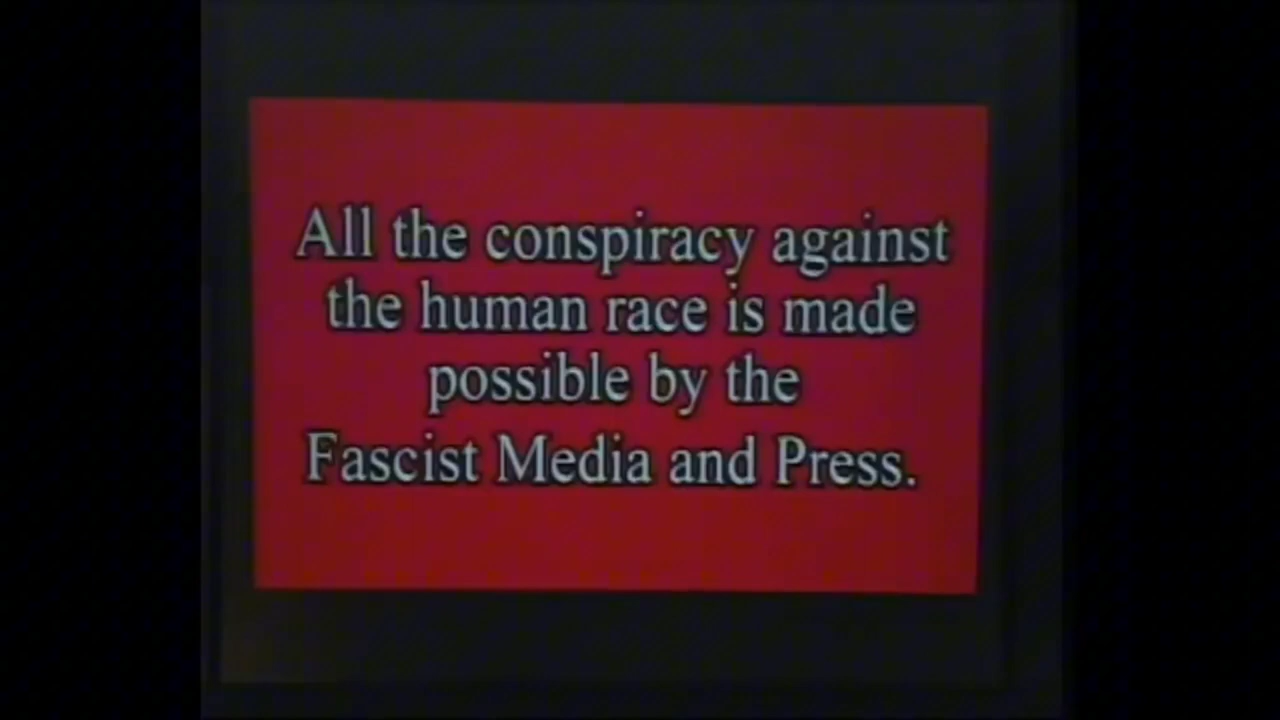 All the conspiracy against
the human race is made
possible by the
Fascist Media and Press.